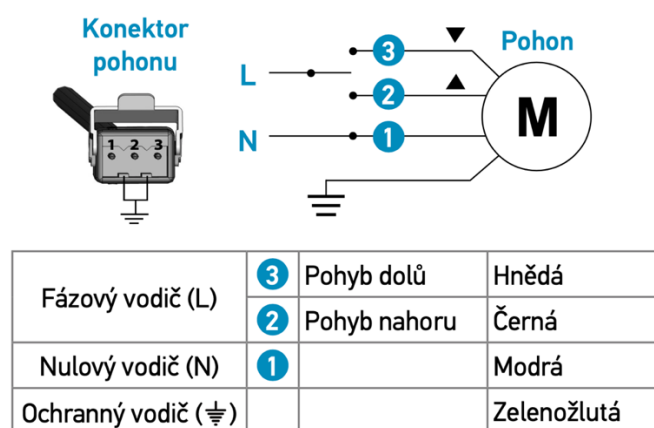 Konektor
pohonu
1 2 3
L
N
3
2
1
Pohon
M
Fázový vodič (L) 3 Pohyb dolů Hnědá
2 Pohyb nahoru Černá
Nulový vodič (N) 1 Modrá
Ochranný vodič (⏚) Zelenožlutá